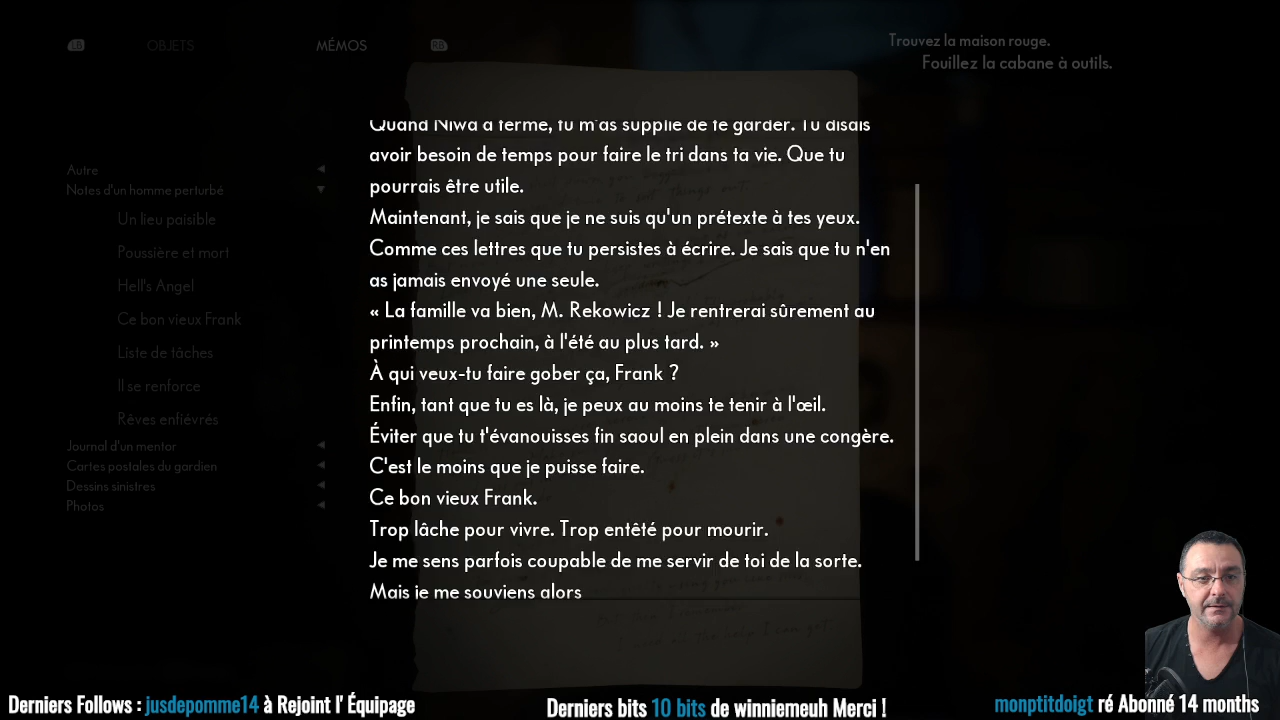 LB
OBJETS
MÉMOS
RB
Trouvez la maison rouge.
Fouillez la cabane à outils.
Autre
Notes d'un homme perturbé
Un lieu paisible
Poussière et mort
Hell's Angel
Ce bon vieux Frank
Liste de tâches
Il se renforce
Rêves enfiévrés
Journal d'un mentor
Cartes postales du gardien
Dessins sinistres
Photos
Quand Niwa a fermé, tu m'as supplié de te garder. Tu disais
avoir besoin de temps pour faire le tri dans ta vie. Que tu
pourrais être utile.
Maintenant, je sais que je ne suis qu'un prétexte à tes yeux.
Comme ces lettres que tu persistes à écrire. Je sais que tu n'en
as jamais envoyé une seule.
« La famille va bien, M. Rekowicz ! Je rentrerai sûrement au
printemps prochain, à l'été au plus tard. »
À qui veux-tu faire gober ça, Frank ?
Enfin, tant que tu es là, je peux au moins te tenir à l'œil.
Éviter que tu t'évanouisses fin saoul en plein dans une congère.
C'est le moins que je puisse faire.
Ce bon vieux Frank.
Trop lâche pour vivre. Trop entêté pour mourir.
Je me sens parfois coupable de me servir de toi de la sorte.
Mais je me souviens alors
Derniers Follows : jusdepomme14 à Rejoint l' Équipage
Derniers bits 10 bits de winniemeuh Merci !
monptitdoigt ré Abonné 14 months